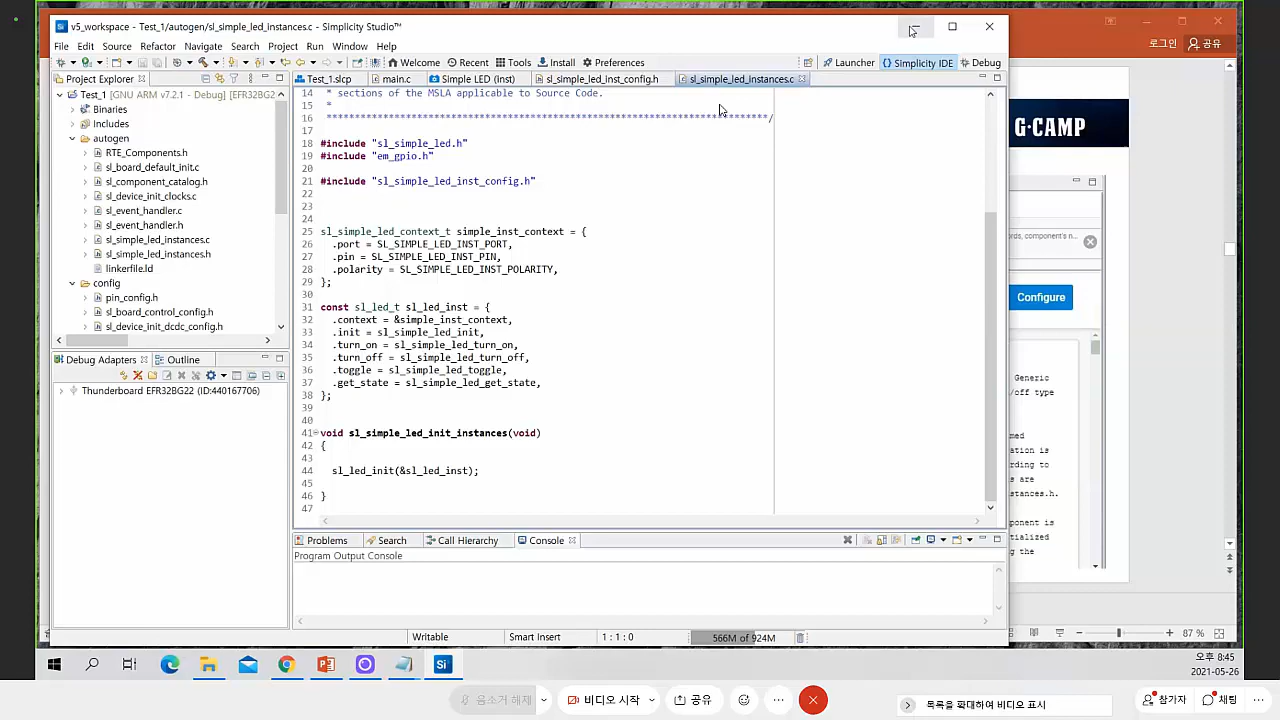 v5_workspace - Test_1/autogen/sl_simple_led_instances.c - Simplicity Studio™
File Edit Source Refactor Navigate Search Project Run Window Help
Welcome Recent Tools Install Preferences
Launcher Simplicity IDE Debug
로그인 공유
Project Explorer
Test_1.slcp main.c Simple LED (inst) sl_simple_led_inst_config.h sl_simple_led_instances.c
Test_1 [GNU ARM v7.2.1 - Debug] [EFR32BG2
Binaries
Includes
autogen
RTE_Components.h
sl_board_default_init.c
sl_component_catalog.h
sl_device_init_clocks.c
sl_event_handler.c
sl_event_handler.h
sl_simple_led_instances.c
sl_simple_led_instances.h
linkerfile.ld
config
pin_config.h
sl_board_control_config.h
sl_device_init_dcdc_config.h
Debug Adapters Outline
Thunderboard EFR32BG22 (ID:440167706)
14 * sections of the MSLA applicable to Source Code.
15 *
16 ******************************************************************************/
17
18 #include "sl_simple_led.h"
19 #include "em_gpio.h"
20
21 #include "sl_simple_led_inst_config.h"
22
23
24
25 sl_simple_led_context_t simple_inst_context = {
26 .port = SL_SIMPLE_LED_INST_PORT,
27 .pin = SL_SIMPLE_LED_INST_PIN,
28 .polarity = SL_SIMPLE_LED_INST_POLARITY,
29 };
30
31 const sl_led_t sl_led_inst = {
32 .context = &simple_inst_context,
33 .init = sl_simple_led_init,
34 .turn_on = sl_simple_led_turn_on,
35 .turn_off = sl_simple_led_turn_off,
36 .toggle = sl_simple_led_toggle,
37 .get_state = sl_simple_led_get_state,
38 };
39
40
41 void sl_simple_led_init_instances(void)
42 {
43
44 sl_led_init(&sl_led_inst);
45
46 }
47
Problems Search Call Hierarchy Console
Program Output Console
Writable Smart Insert 1 : 1 : 0 566M of 924M
G·CAMP
ords, component's n...
Configure
Generic
/off type
med
ation is
rding to
s are
stances.h.
ponent is
tialized
g the
87 %
오후 8:45
2021-05-26
음소거 해제 비디오 시작 공유
목록을 확대하여 비디오 표시
참가자 채팅